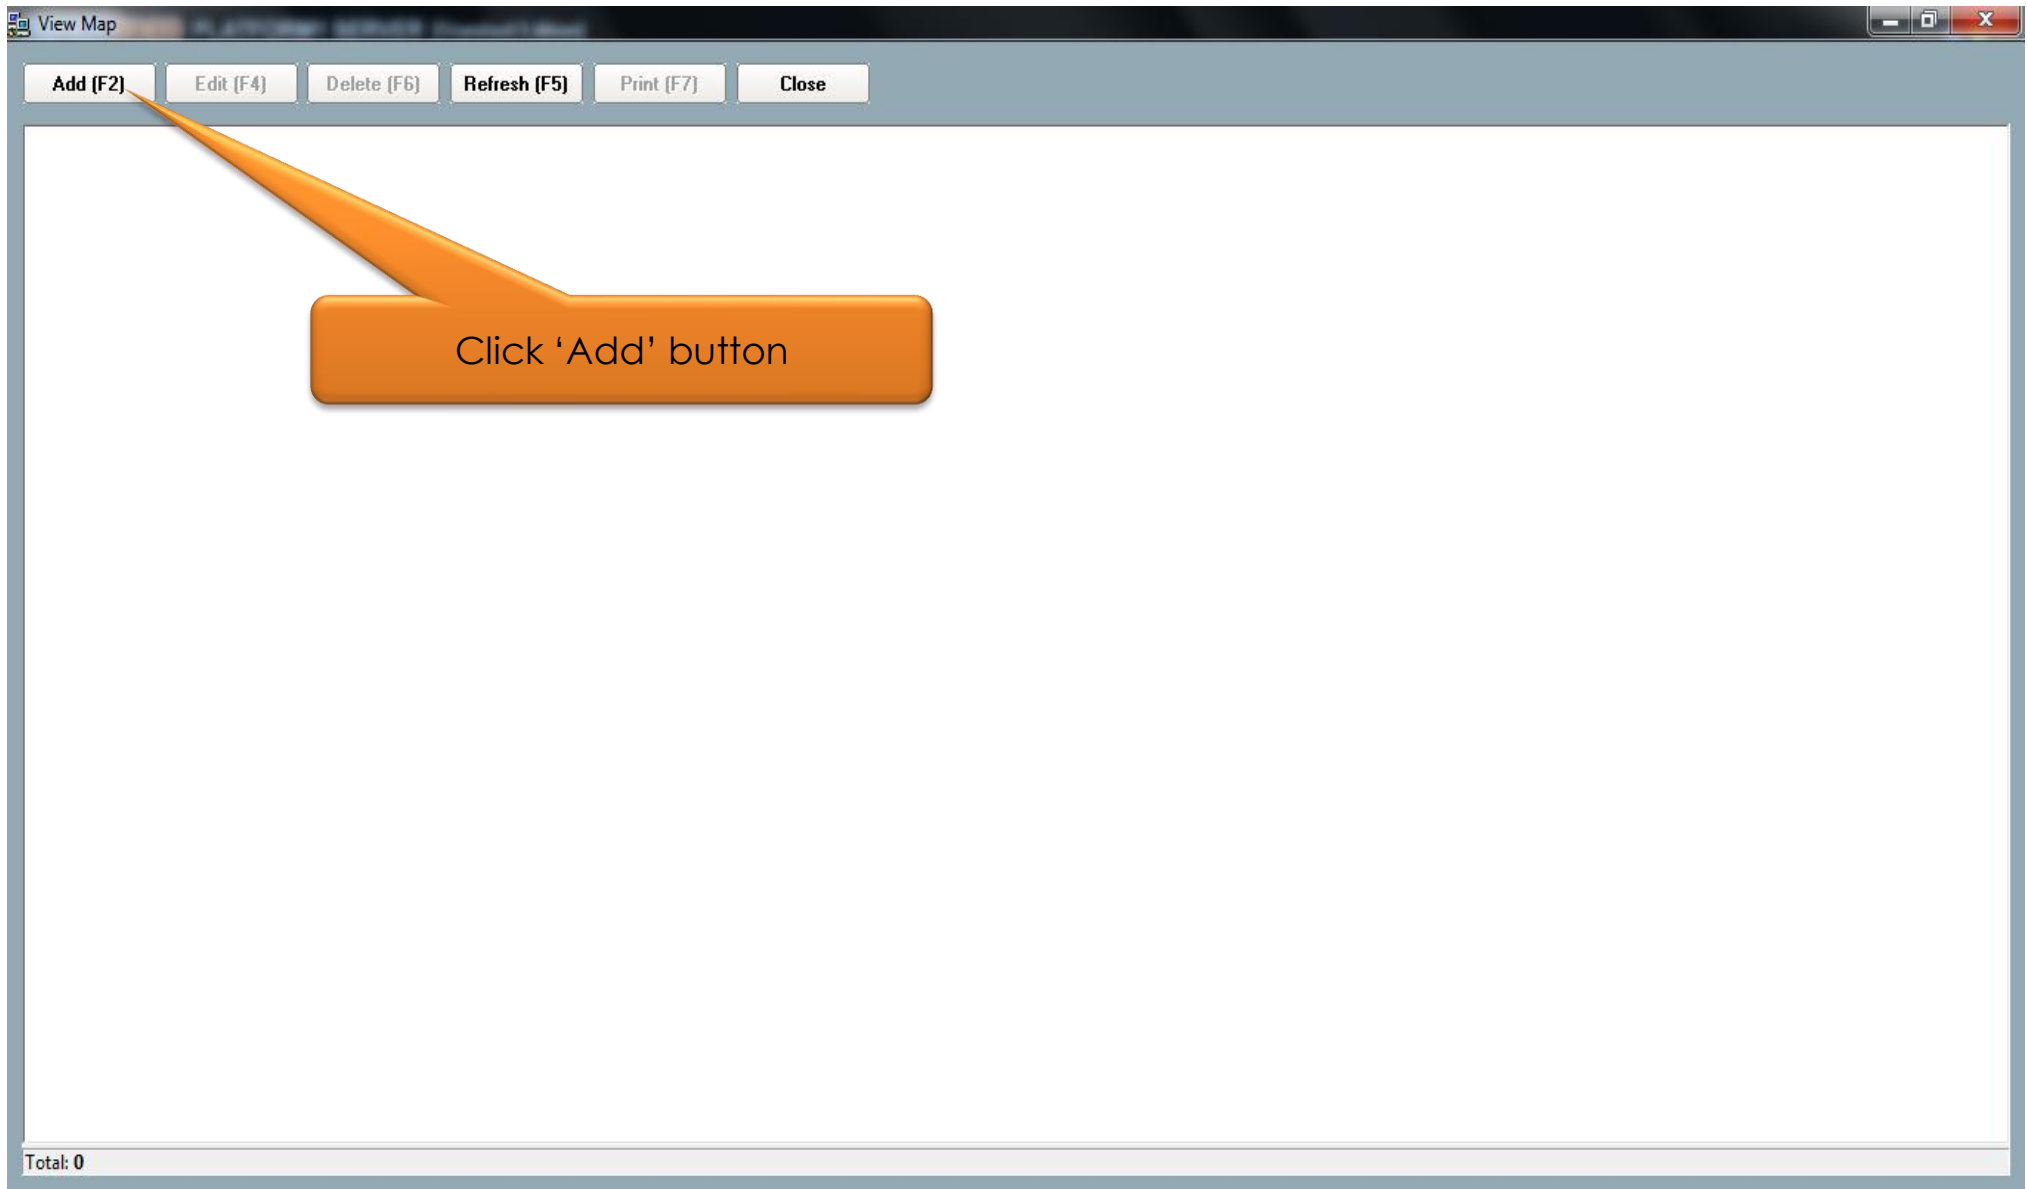 View Map
Add (F2) Edit (F4) Delete (F6) Refresh (F5) Print (F7) Close
Click ‘Add’ button
Total: 0